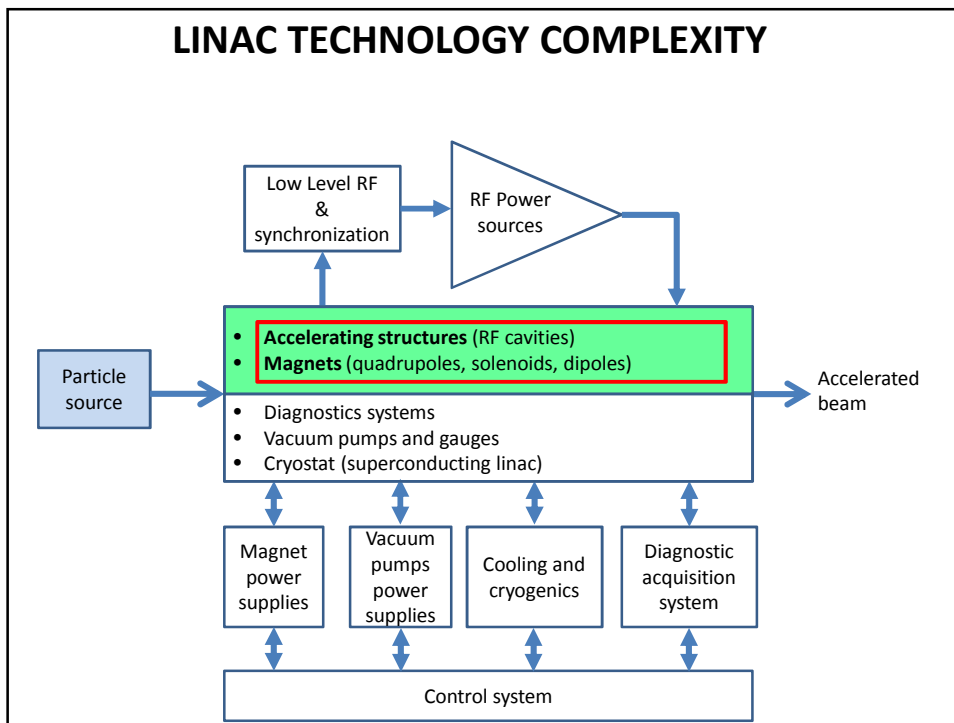 LINAC TECHNOLOGY COMPLEXITY
Low Level RF
&
synchronization
RF Power
sources
Particle
source
• Accelerating structures (RF cavities)
• Magnets (quadrupoles, solenoids, dipoles)
• Diagnostics systems
• Vacuum pumps and gauges
• Cryostat (superconducting linac)
Accelerated
beam
Magnet
power
supplies
Vacuum
pumps
power
supplies
Cooling and
cryogenics
Diagnostic
acquisition
system
Control system